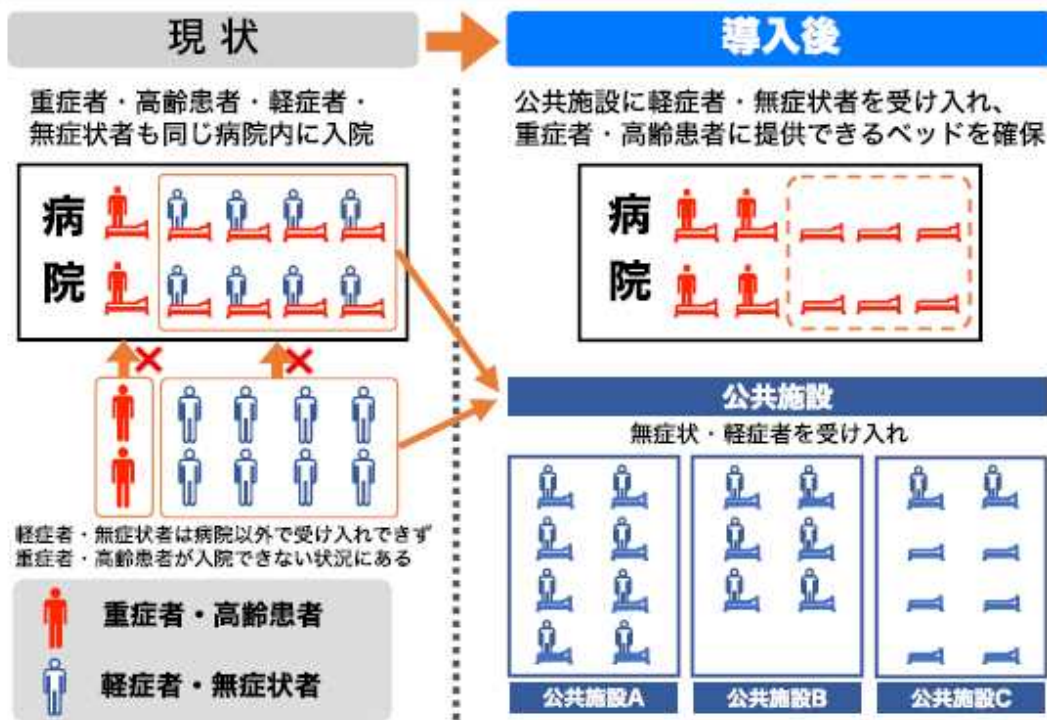 現状
導入後
重症者・高齢患者・軽症者・
無症状者も同じ病院内に入院
公共施設に軽症者・無症状者を受け入れ、
重症者・高齢患者に提供できるベッドを確保
病
院
病
院
公共施設
無症状・軽症者を受け入れ
軽症者・無症状者は病院以外で受け入れできず
重症者・高齢患者が入院できない状況にある
重症者・高齢患者
軽症者・無症状者
公共施設A
公共施設B
公共施設C